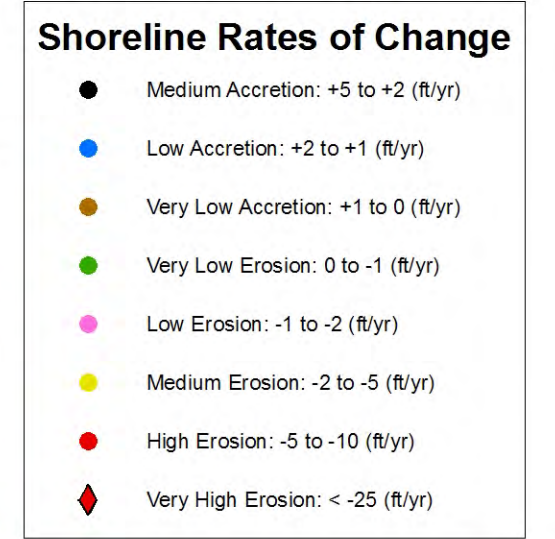 Shoreline Rates of Change
Medium Accretion: +5 to +2 (ft/yr)
Low Accretion: +2 to +1 (ft/yr)
Very Low Accretion: +1 to 0 (ft/yr)
Very Low Erosion: 0 to -1 (ft/yr)
Low Erosion: -1 to -2 (ft/yr)
Medium Erosion: -2 to -5 (ft/yr)
High Erosion: -5 to -10 (ft/yr)
Very High Erosion: < -25 (ft/yr)